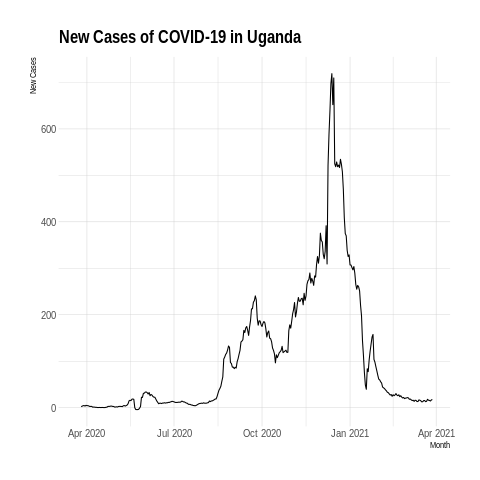 New Cases of COVID-19 in Uganda
New Cases
600
400
200
0
Apr 2020 Jul 2020 Oct 2020 Jan 2021 Apr 2021
Month